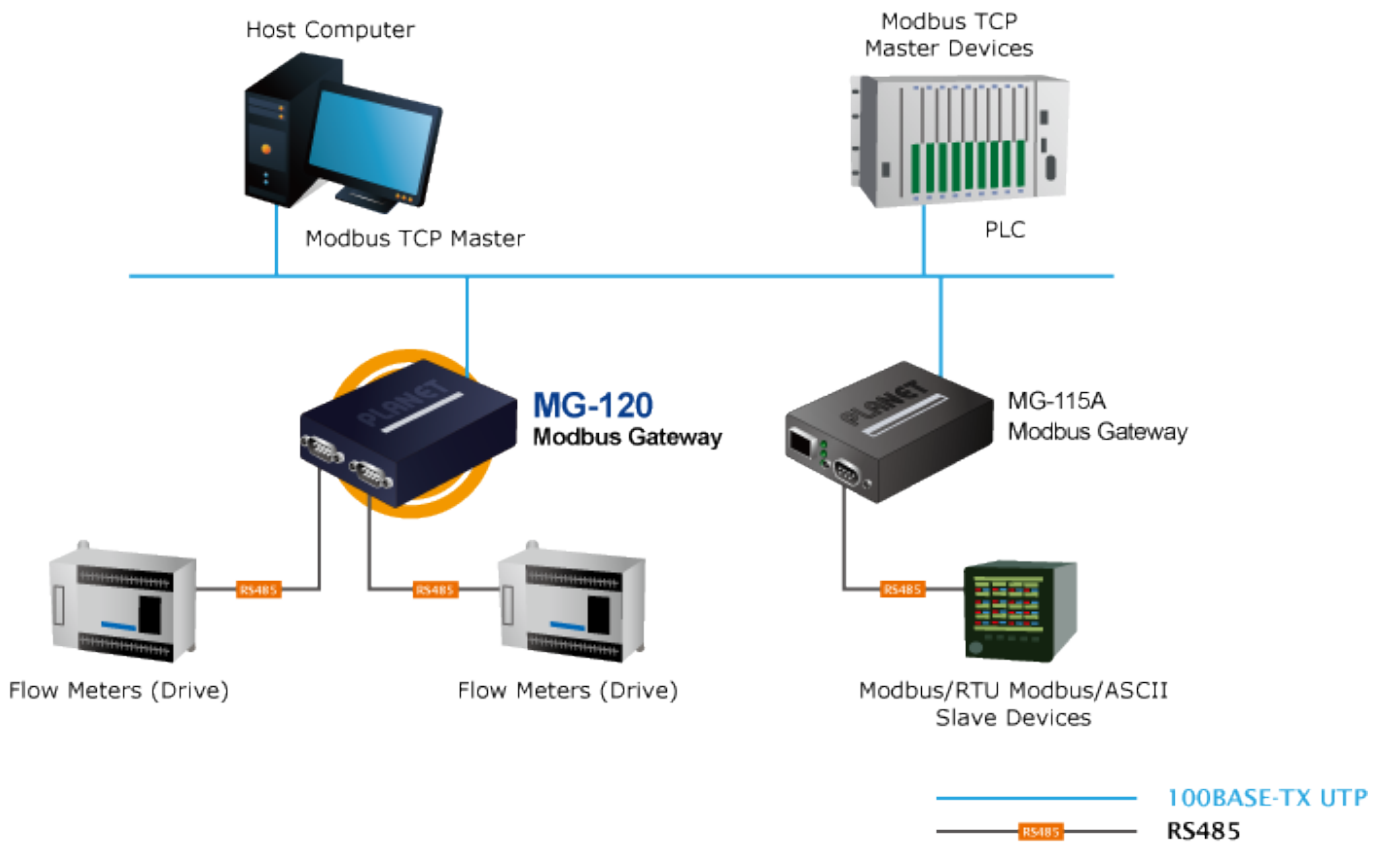 Host Computer
Modbus TCP
Master Devices
Modbus TCP Master
PLC
PLANET
MG-120
Modbus Gateway
PLANET
MG-115A
Modbus Gateway
RS485
RS485
RS485
Flow Meters (Drive)
Flow Meters (Drive)
Modbus/RTU Modbus/ASCII
Slave Devices
100BASE-TX UTP
RS485
RS485